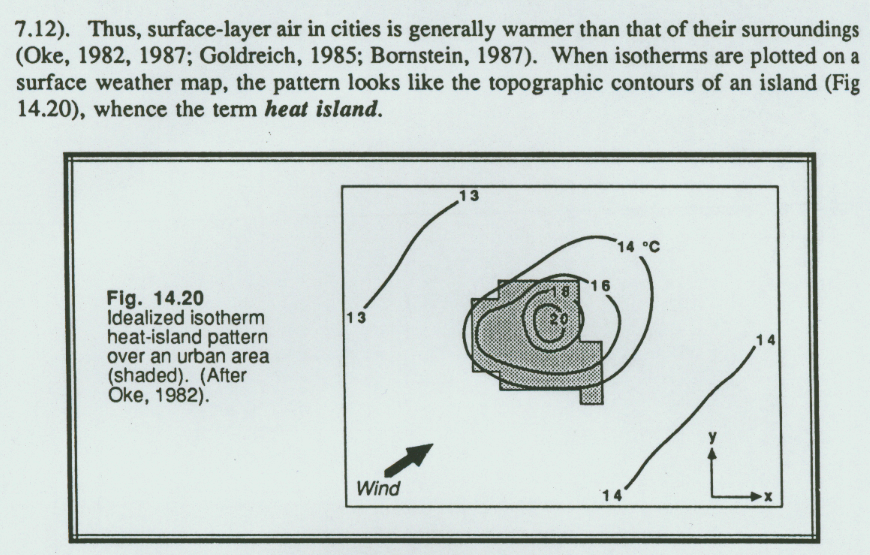 7.12).  Thus, surface-layer air in cities is generally warmer than that of their surroundings
(Oke, 1982, 1987; Goldreich, 1985; Bornstein, 1987).  When isotherms are plotted on a
surface weather map, the pattern looks like the topographic contours of an island (Fig
14.20), whence the term heat island.
Fig. 14.20
Idealized isotherm
heat-island pattern
over an urban area
(shaded). (After
Oke, 1982).
13
14 °C
16
18
20
13
14
y
Wind
14
x